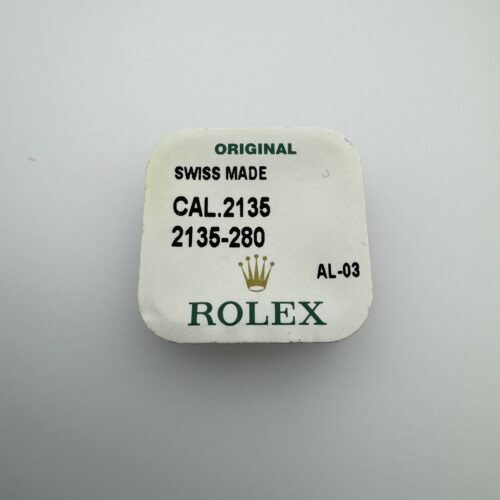 ORIGINAL
SWISS MADE
CAL.2135
2135-280
AL-03
ROLEX